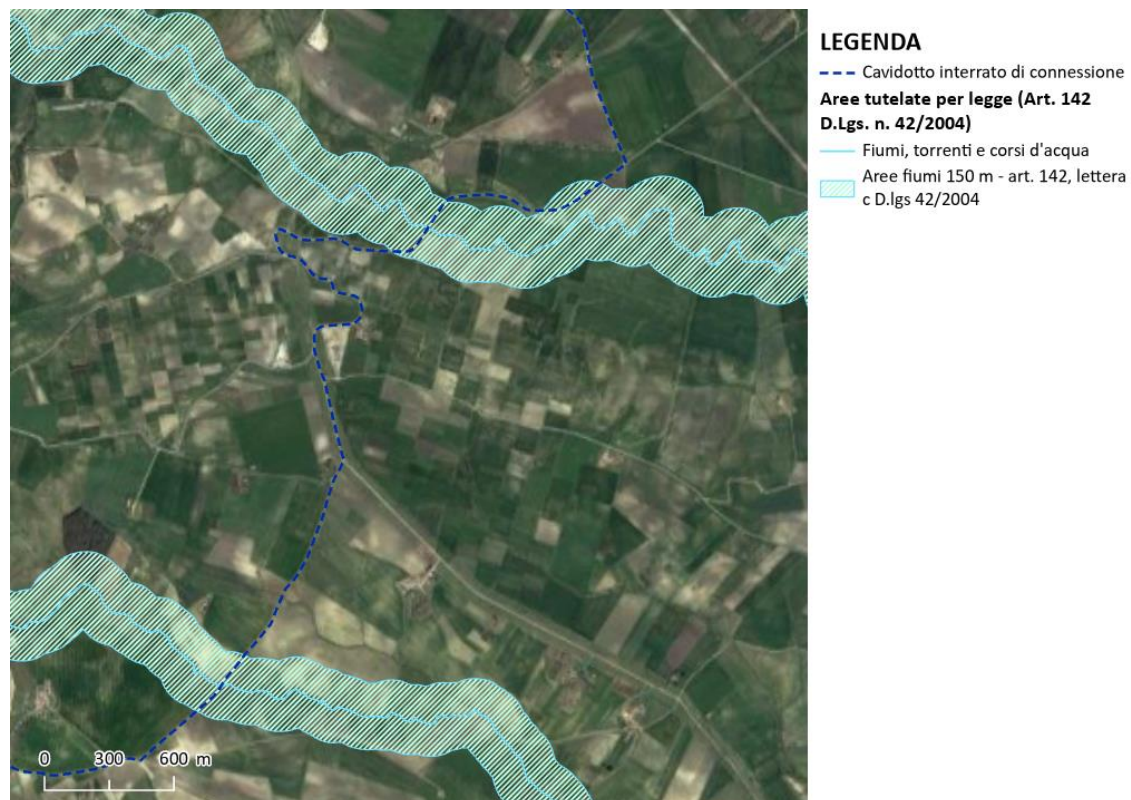 LEGENDA
Cavidotto interrato di connessione
Aree tutelate per legge (Art. 142
D.Lgs. n. 42/2004)
Fiumi, torrenti e corsi d'acqua
Aree fiumi 150 m - art. 142, lettera
c D.lgs 42/2004
0 300 600 m